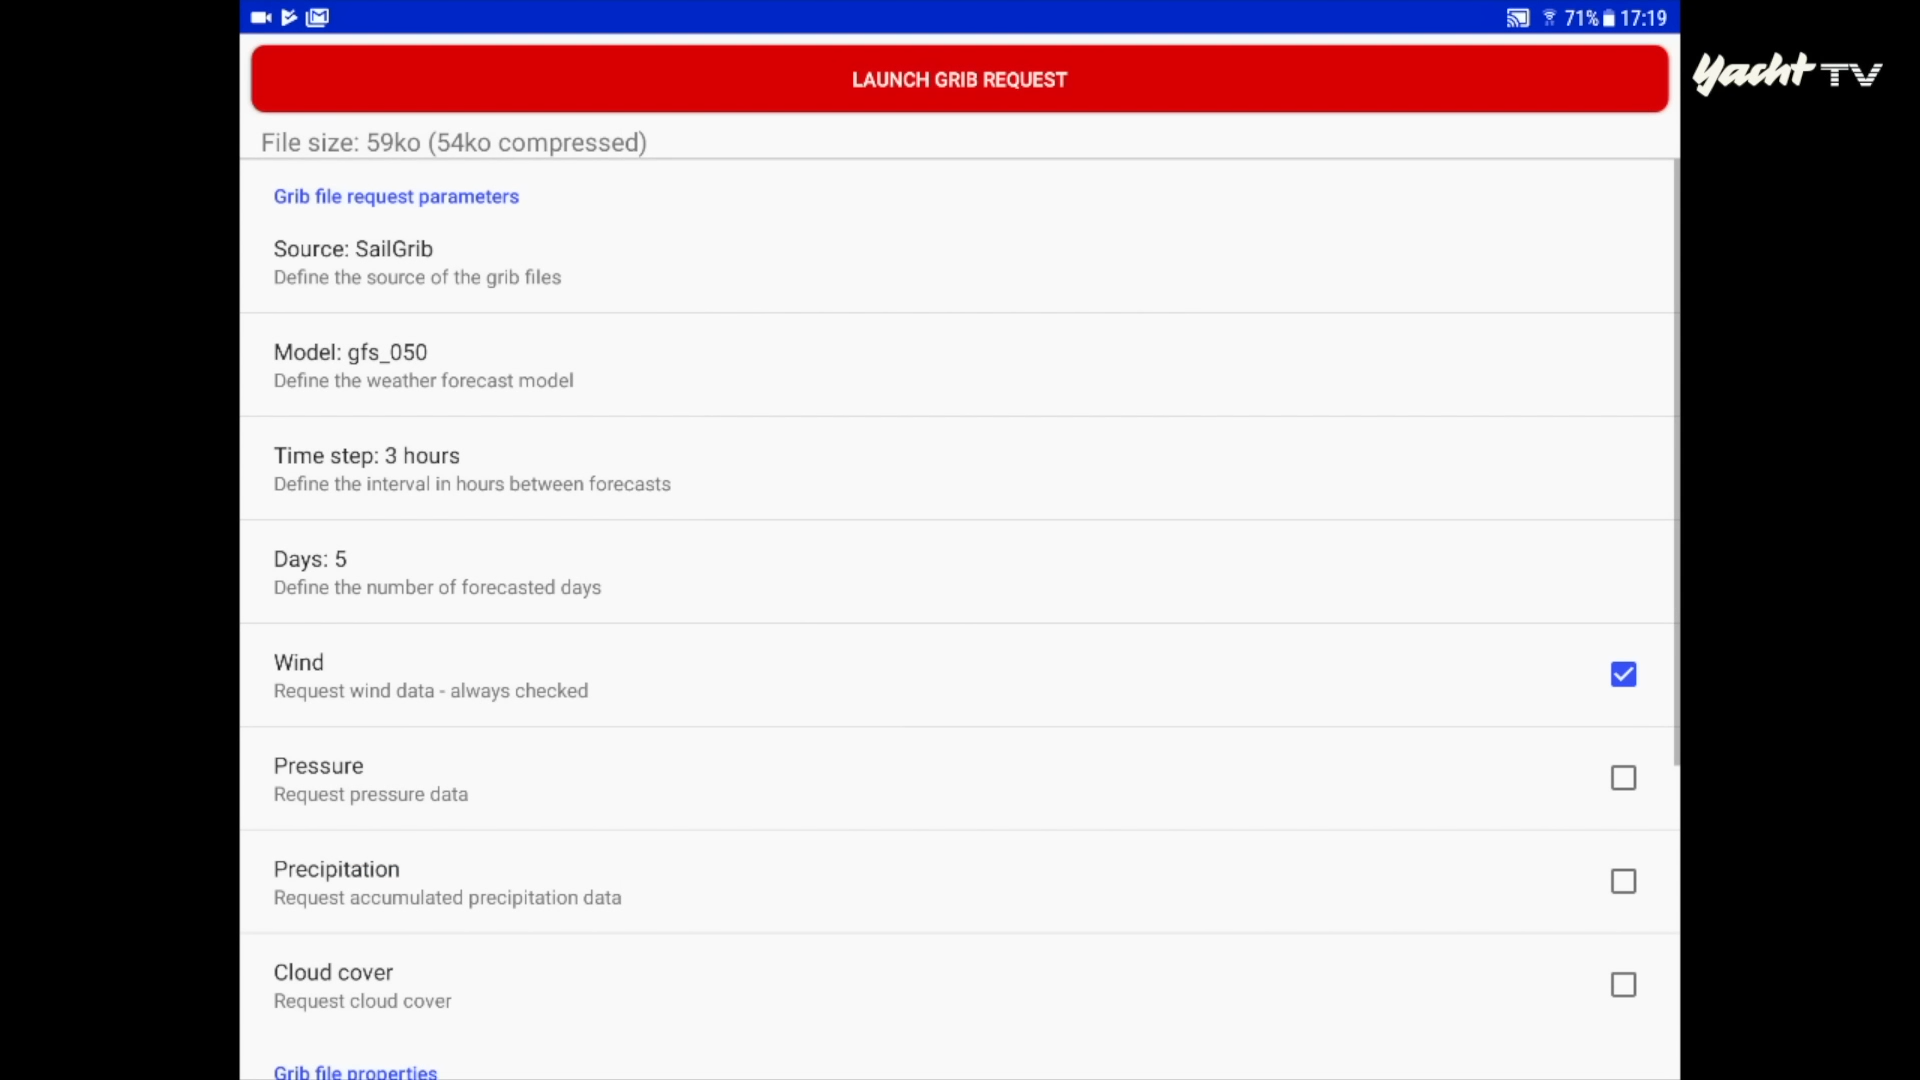 71% 17:19
Yacht TV
LAUNCH GRIB REQUEST
File size: 59ko (54ko compressed)
Grib file request parameters
Source: SailGrib
Define the source of the grib files
Model: gfs_050
Define the weather forecast model
Time step: 3 hours
Define the interval in hours between forecasts
Days: 5
Define the number of forecasted days
Wind
Request wind data - always checked
Pressure
Request pressure data
Precipitation
Request accumulated precipitation data
Cloud cover
Request cloud cover
Grib file properties